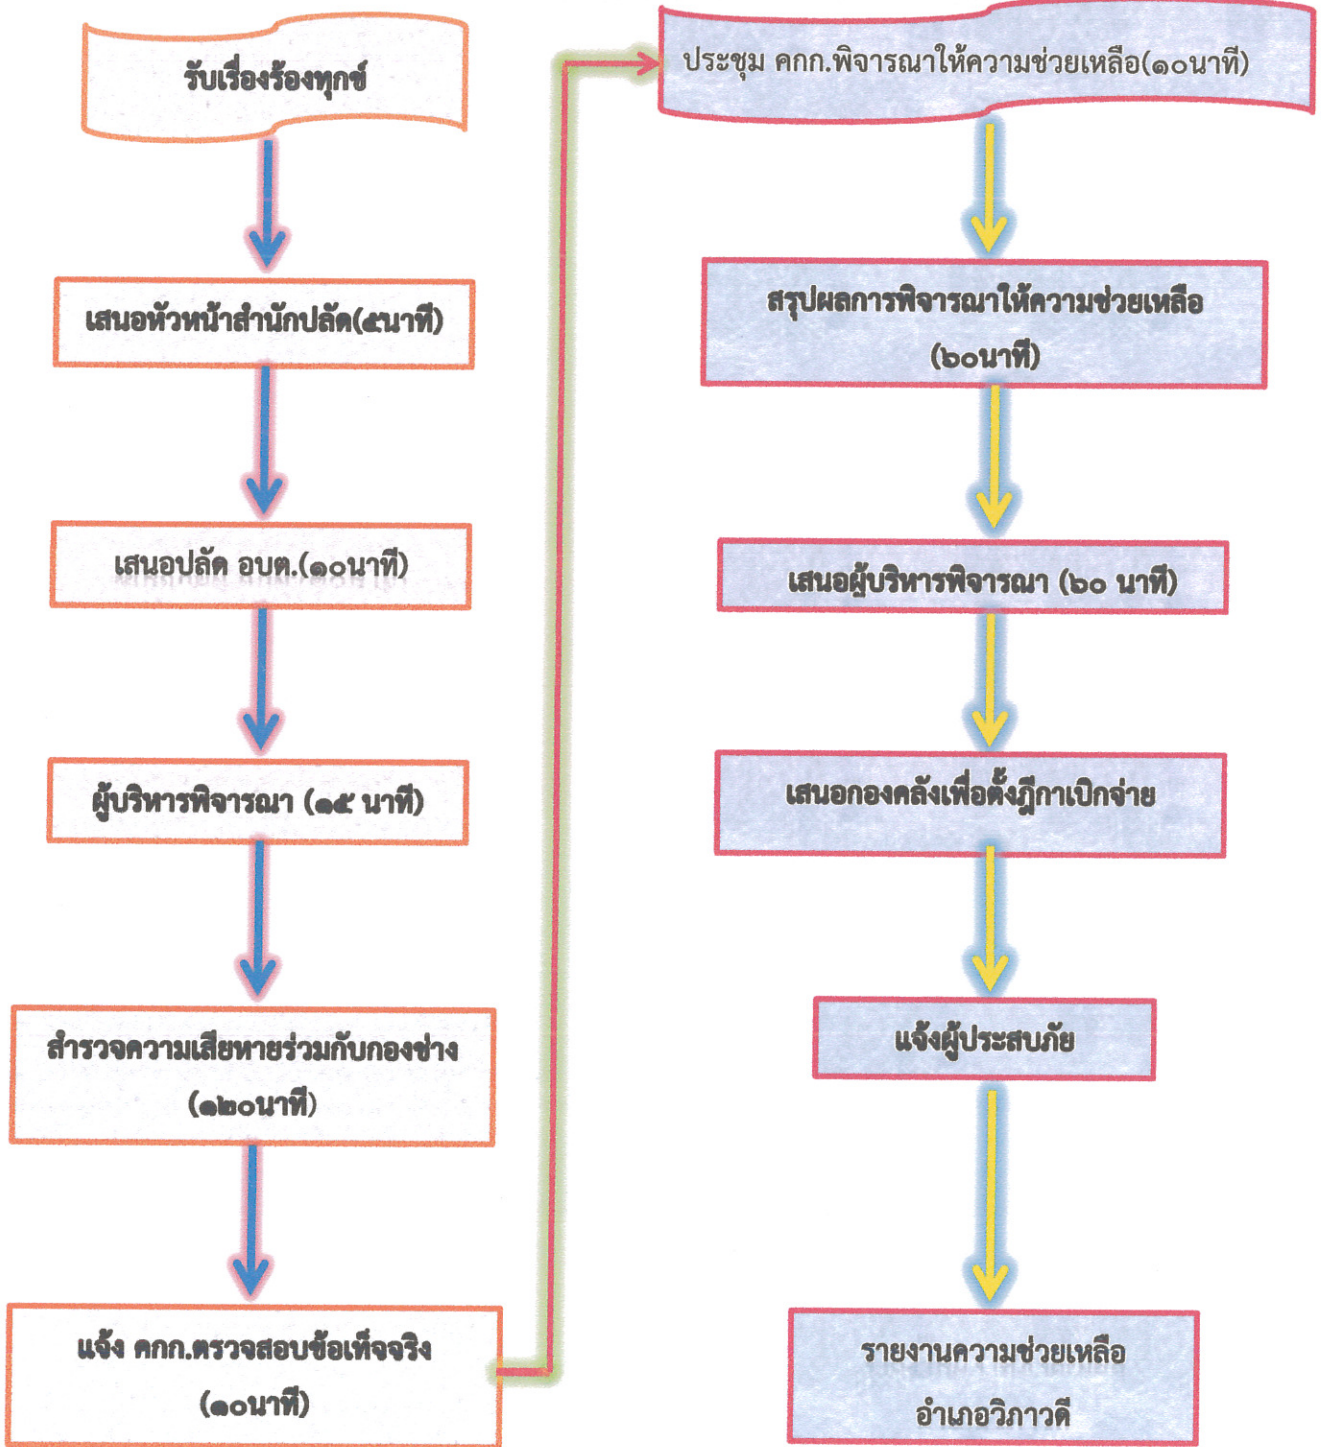 รับเรื่องร้องทุกข์
เสนอหัวหน้าสำนักปลัด(๕นาที)
เสนอปลัด อบต.(๑๐นาที)
ผู้บริหารพิจารณา (๑๕ นาที)
สำรวจความเสียหายร่วมกับกองช่าง
(๑๒๐นาที)
แจ้ง คกก.ตรวจสอบข้อเท็จจริง
(๑๐นาที)
ประชุม คกก.พิจารณาให้ความช่วยเหลือ(๑๐นาที)
สรุปผลการพิจารณาให้ความช่วยเหลือ
(๖๐นาที)
เสนอผู้บริหารพิจารณา (๖๐ นาที)
เสนอกองคลังเพื่อตั้งฎีกาเบิกจ่าย
แจ้งผู้ประสบภัย
รายงานความช่วยเหลือ
อำเภอวิภาวดี